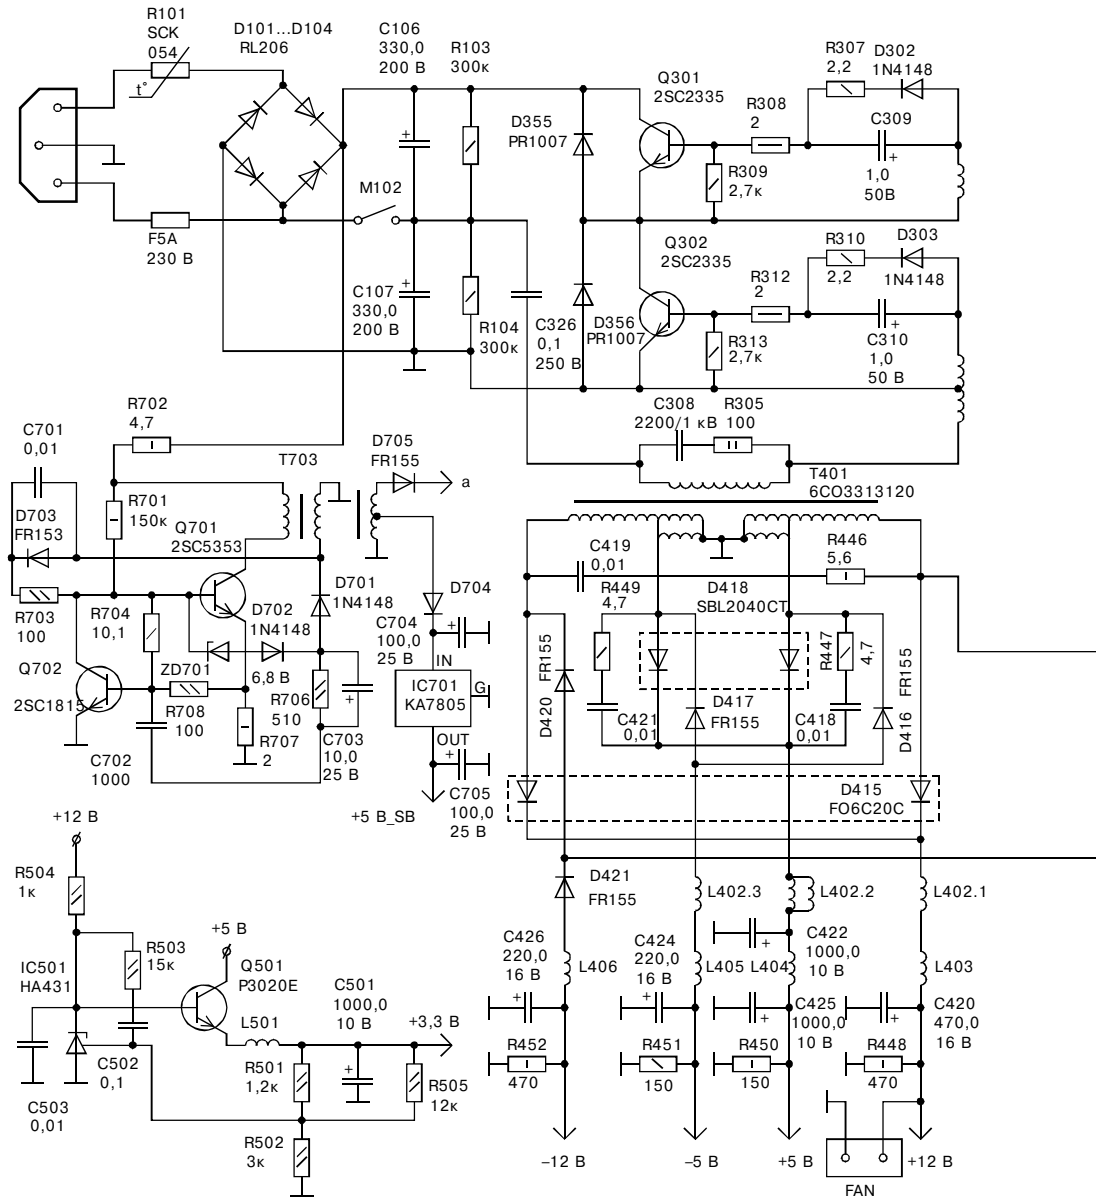 R101
SCK
054
t°
D101...D104
RL206
C106
330,0
200 В
R103
300к
D355
PR1007
Q301
2SC2335
R307
2,2
D302
1N4148
R308
2
C309
1,0
50В
R309
2,7к
M102
F5A
230 В
C107
330,0
200 В
R104
300к
C326
0,1
250 В
D356
PR1007
Q302
2SC2335
R310
2,2
D303
1N4148
R312
2
R313
2,7к
C310
1,0
50 В
R702
4,7
C701
0,01
C308
2200/1 кВ
R305
100
T401
6CO3313120
T703
D705
FR155
a
R701
150к
D703
FR153
Q701
2SC5353
R703
100
R704
10,1
D702
1N4148
D701
1N4148
D704
C704
100,0
25 В
Q702
2SC1815
ZD701
6,8 В
R706
510
R708
100
R707
2
C702
1000
C703
10,0
25 В
IN
IC701
KA7805
G
OUT
C705
100,0
25 В
+5 В_SB
C419
0,01
R446
5,6
R449
4,7
D418
SBL2040CT
R447
4,7
FR155
D420
FR155
D416
D417
FR155
C421
0,01
C418
0,01
D415
FO6C20C
+12 В
R504
1к
R503
15к
IC501
HA431
+5 В
Q501
P3020E
L501
C501
1000,0
10 В
+3,3 В
C502
0,1
C503
0,01
R501
1,2к
R505
12к
R502
3к
D421
FR155
L402.3
L402.2
L402.1
C426
220,0
16 В
L406
C424
220,0
16 В
L405
L404
C422
1000,0
10 В
L403
C425
1000,0
10 В
C420
470,0
16 В
R452
470
R451
150
R450
150
R448
470
–12 В
–5 В
+5 В
+12 В
FAN